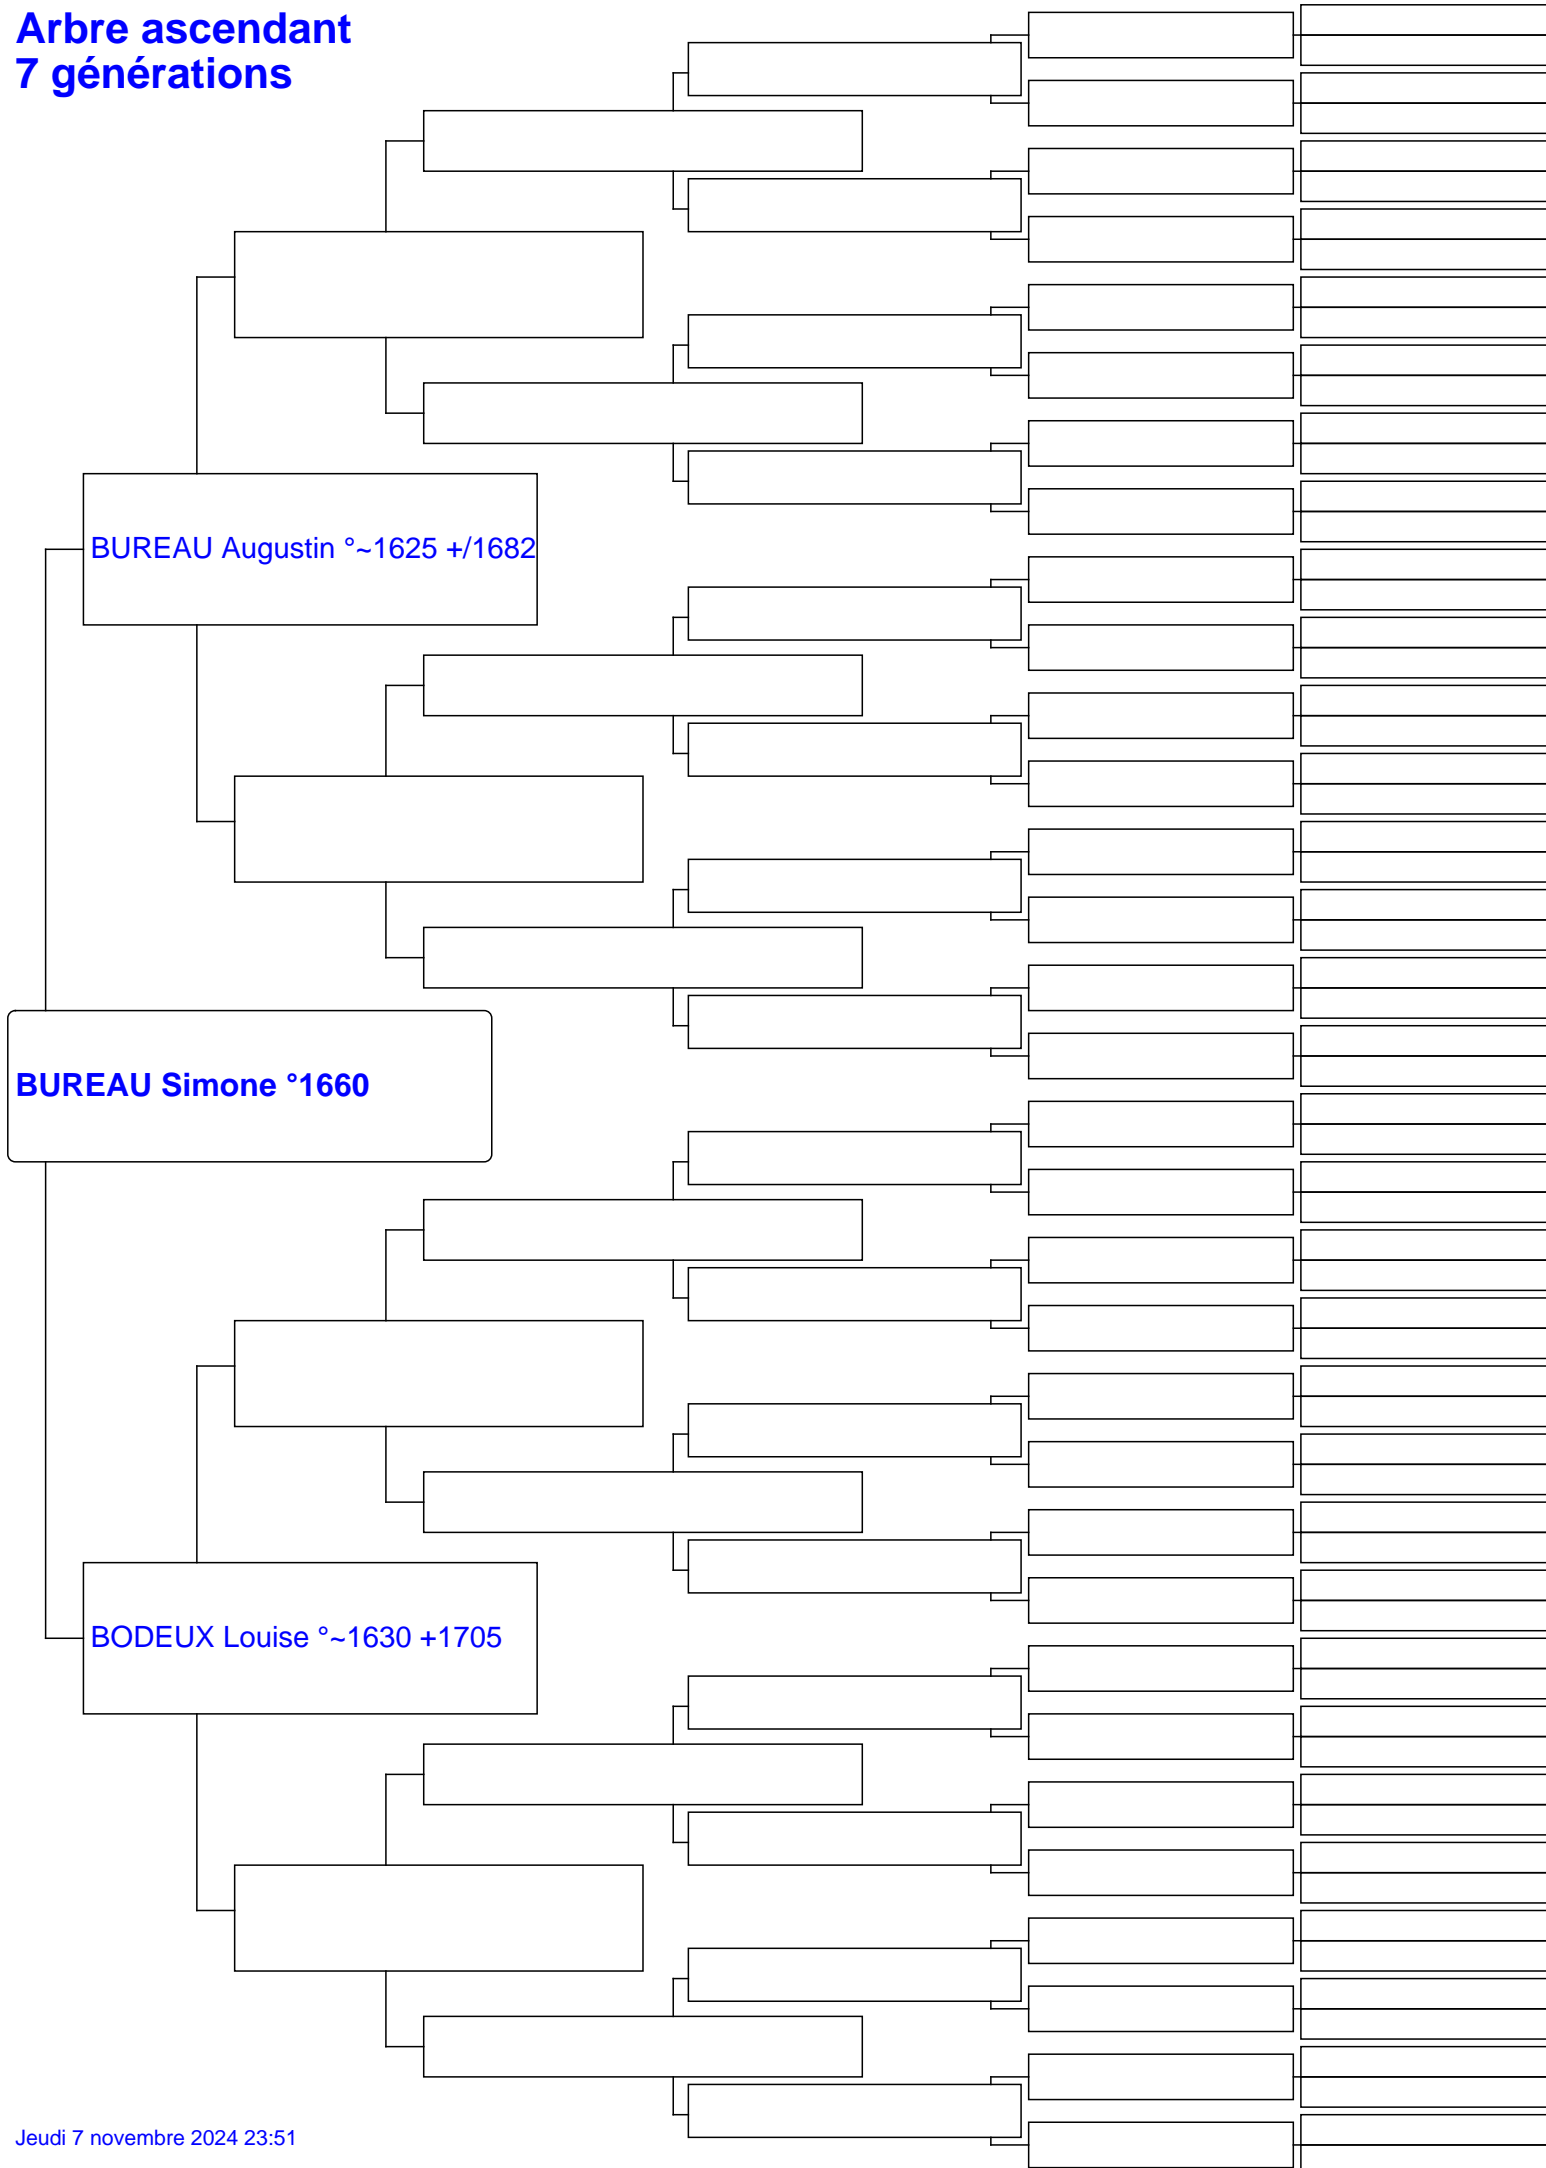 Arbre ascendant
7 générations
BUREAU Augustin °~1625 +/1682
BUREAU Simone °1660
BODEUX Louise °~1630 +1705
Jeudi 7 novembre 2024 23:51